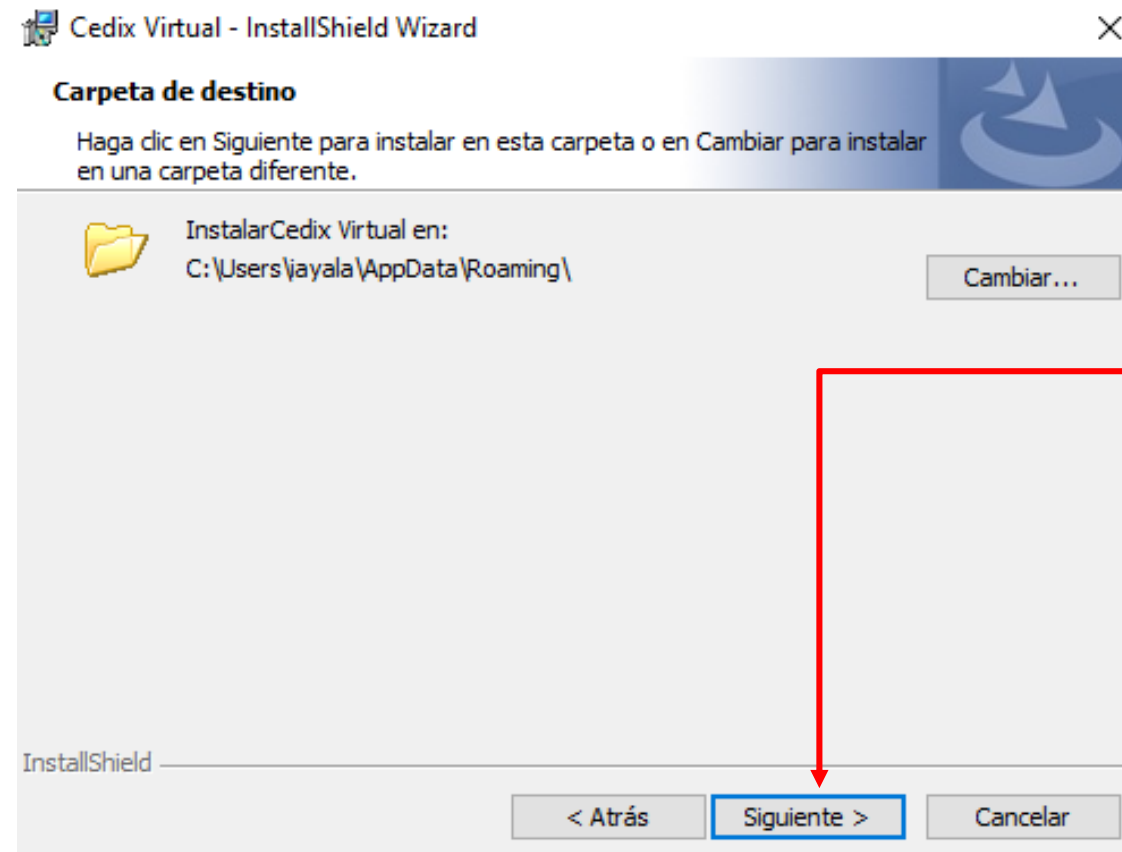 Cedix Virtual - InstallShield Wizard
Carpeta de destino
Haga clic en Siguiente para instalar en esta carpeta o en Cambiar para instalar
en una carpeta diferente.
InstalarCedix Virtual en:
C:\Users\iayala\AppData\Roaming\
Cambiar...
InstallShield
< Atrás
Siguiente >
Cancelar